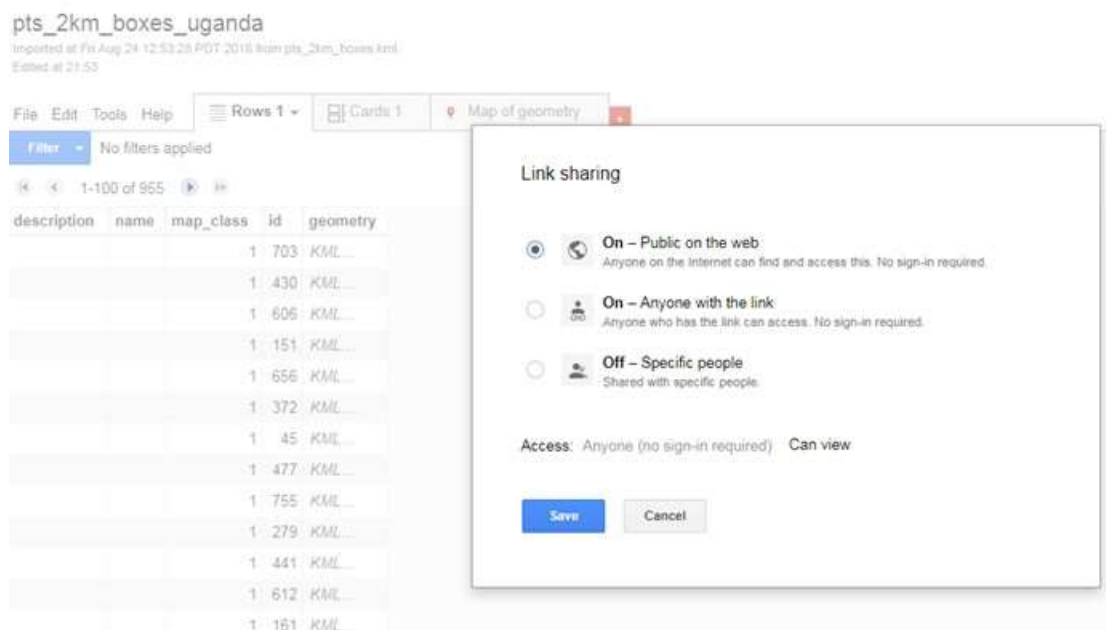 pts_2km_boxes_uganda
Imported at Fri Aug 24 12:53:28 PDT 2018 from pts_2km_boxes.kml.
Edited at 21:53
File Edit Tools Help Rows 1 Cards 1 Map of geometry
Filter No filters applied
1-100 of 955
description name map_class id geometry
1 703 KML...
1 430 KML...
1 606 KML...
1 151 KML...
1 656 KML...
1 372 KML...
1 45 KML...
1 477 KML...
1 755 KML...
1 279 KML...
1 441 KML...
1 612 KML...
1 161 KML...
Link sharing
On – Public on the web
Anyone on the Internet can find and access this. No sign-in required.
On – Anyone with the link
Anyone who has the link can access. No sign-in required.
Off – Specific people
Shared with specific people.
Access: Anyone (no sign-in required) Can view
Save Cancel